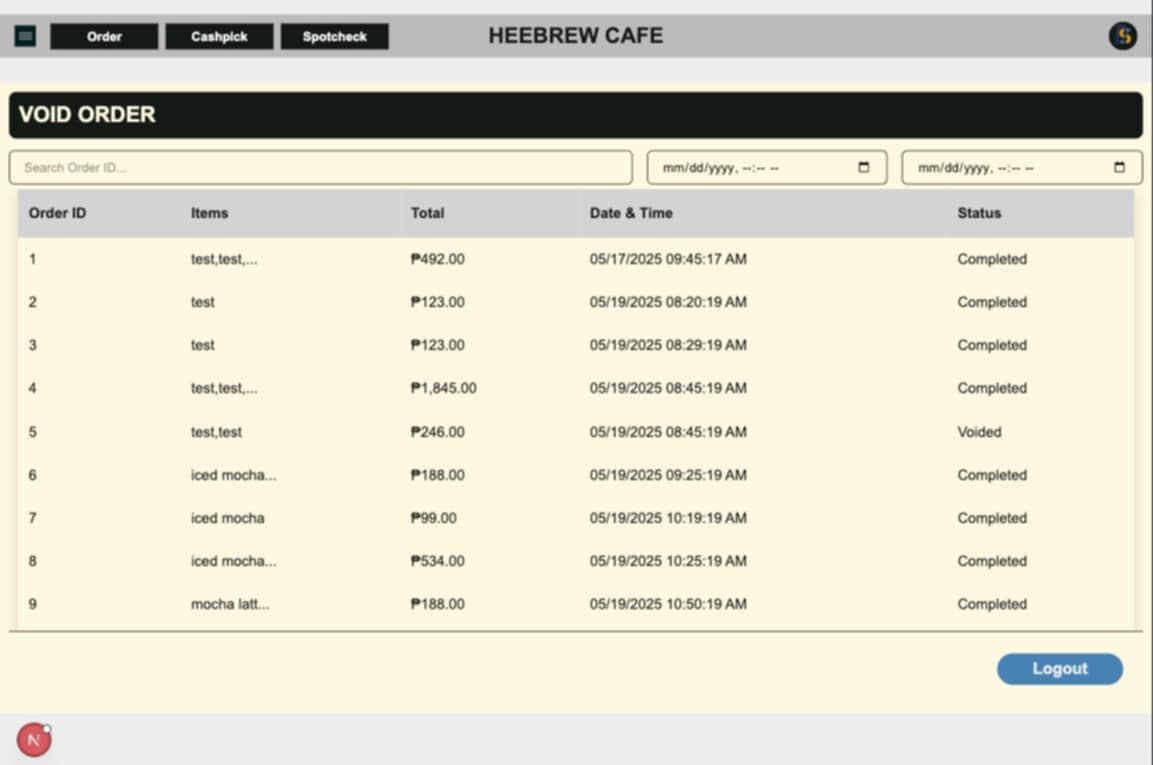 Order Cashpick Spotcheck HEEBREW CAFE
VOID ORDER
Search Order ID... mm/dd/yyyy, --:-- -- mm/dd/yyyy, --:-- --
Order ID Items Total Date & Time Status
1 test,test,... ₱492.00 05/17/2025 09:45:17 AM Completed
2 test ₱123.00 05/19/2025 08:20:19 AM Completed
3 test ₱123.00 05/19/2025 08:29:19 AM Completed
4 test,test,... ₱1,845.00 05/19/2025 08:45:19 AM Completed
5 test,test ₱246.00 05/19/2025 08:45:19 AM Voided
6 iced mocha... ₱188.00 05/19/2025 09:25:19 AM Completed
7 iced mocha ₱99.00 05/19/2025 10:19:19 AM Completed
8 iced mocha... ₱534.00 05/19/2025 10:25:19 AM Completed
9 mocha latt... ₱188.00 05/19/2025 10:50:19 AM Completed
Logout
N